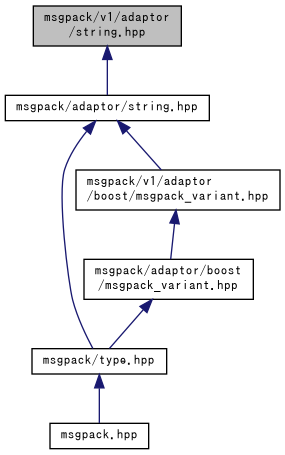 msgpack/v1/adaptor
/string.hpp
msgpack/adaptor/string.hpp
msgpack/v1/adaptor
/boost/msgpack_variant.hpp
msgpack/adaptor/boost
/msgpack_variant.hpp
msgpack/type.hpp
msgpack.hpp